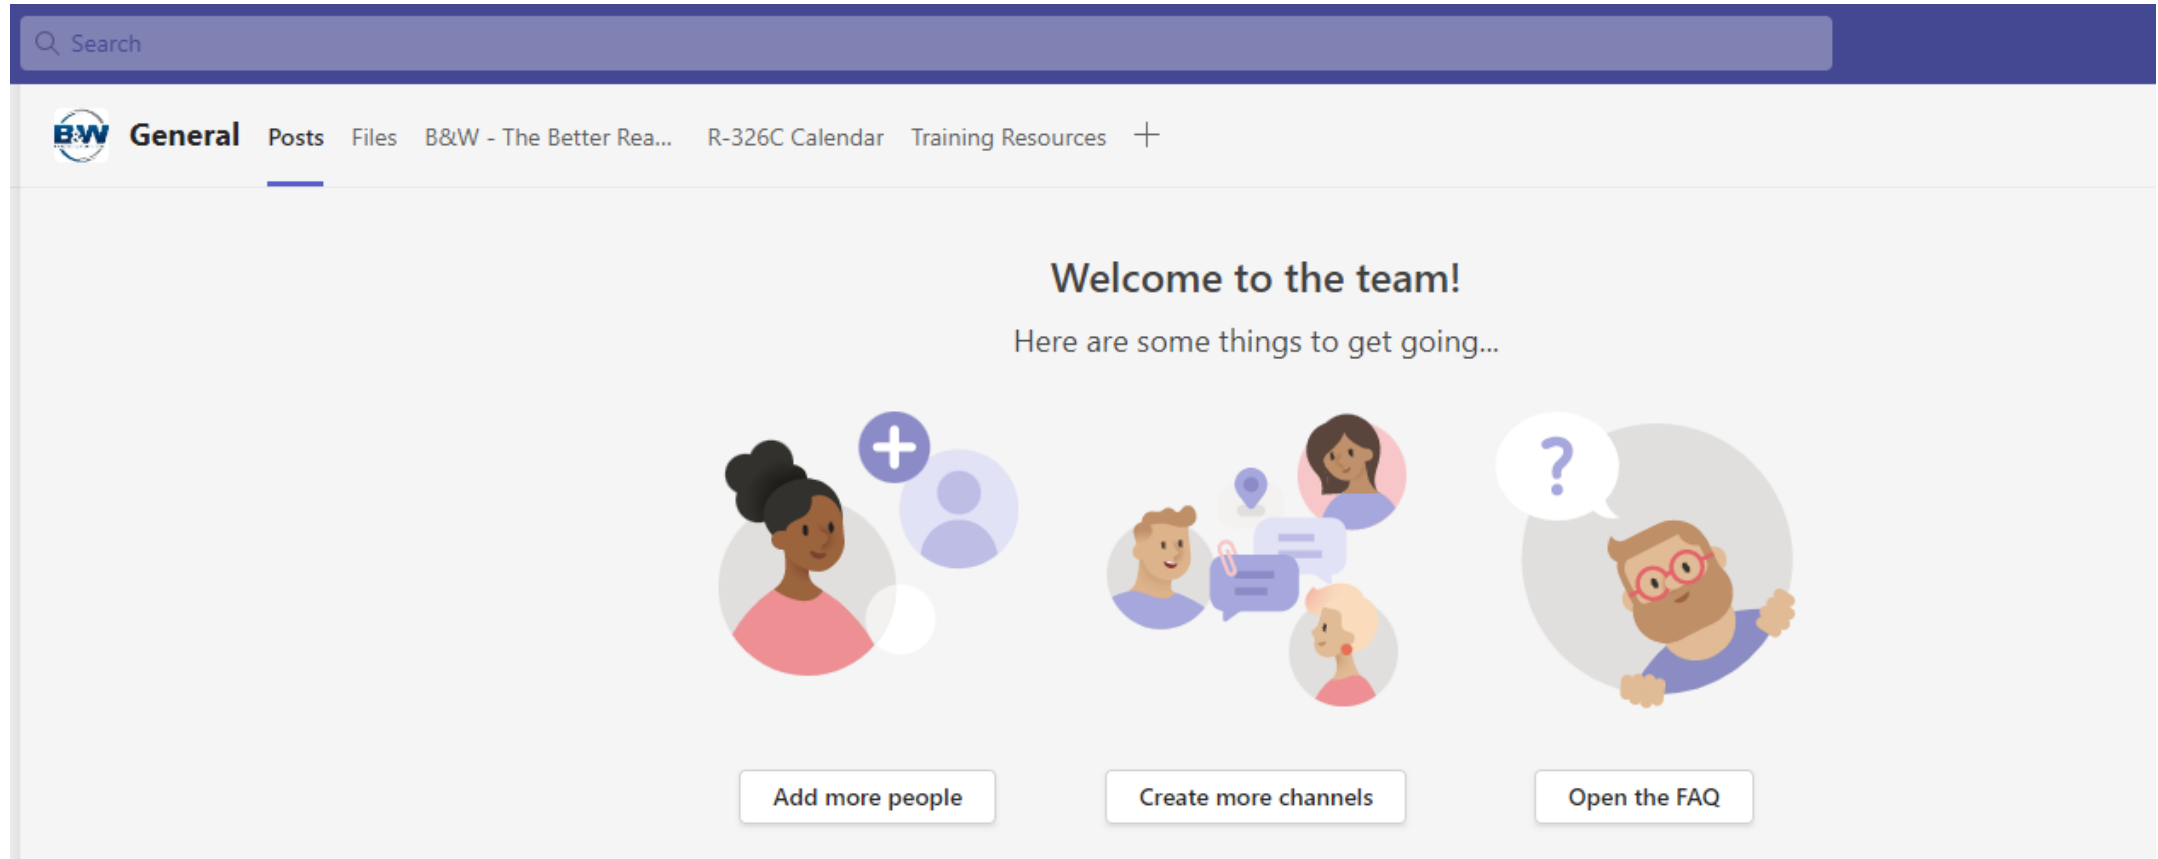 Search
B&W General Posts Files B&W - The Better Rea... R-326C Calendar Training Resources
Welcome to the team!
Here are some things to get going...
?
Add more people Create more channels Open the FAQ